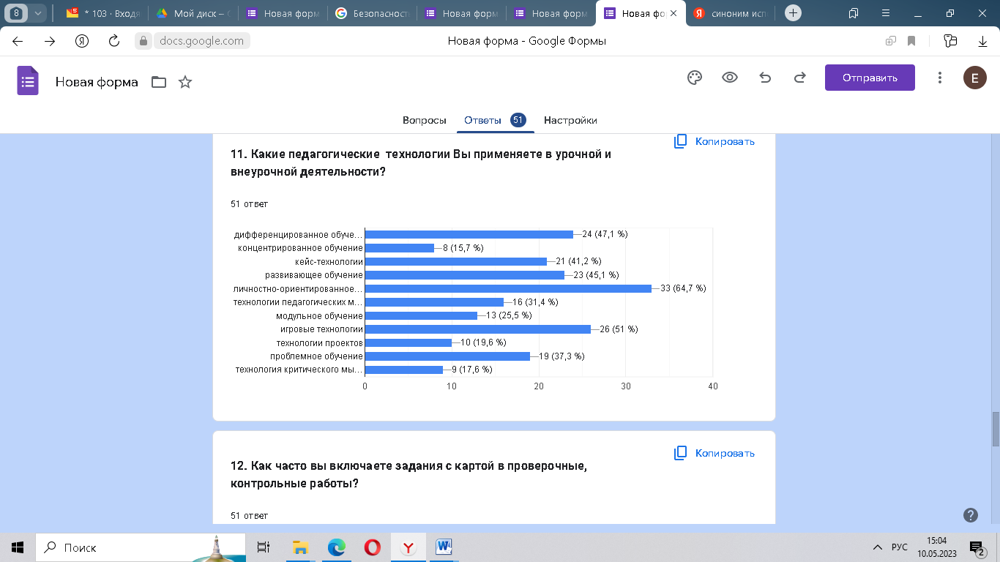 8
* 103 · Входя
Мой диск – G
Новая форм
Безопасност
Новая форм
Новая форм
Новая фор
синоним исп
docs.google.com
Новая форма - Google Формы
Новая форма
Отправить
E
Вопросы
Ответы 51
Настройки
Копировать
11. Какие педагогические технологии Вы применяете в урочной и
внеурочной деятельности?
51 ответ
дифференцированное обуче... 24 (47,1 %)
концентрированное обучение 8 (15,7 %)
кейс-технологии 21 (41,2 %)
развивающее обучение 23 (45,1 %)
личностно-ориентированное... 33 (64,7 %)
технологии педагогических м... 16 (31,4 %)
модульное обучение 13 (25,5 %)
игровые технологии 26 (51 %)
технологии проектов 10 (19,6 %)
проблемное обучение 19 (37,3 %)
технология критического мы... 9 (17,6 %)
0 10 20 30 40
Копировать
12. Как часто вы включаете задания с картой в проверочные,
контрольные работы?
51 ответ
Поиск
РУС
15:04
10.05.2023
2